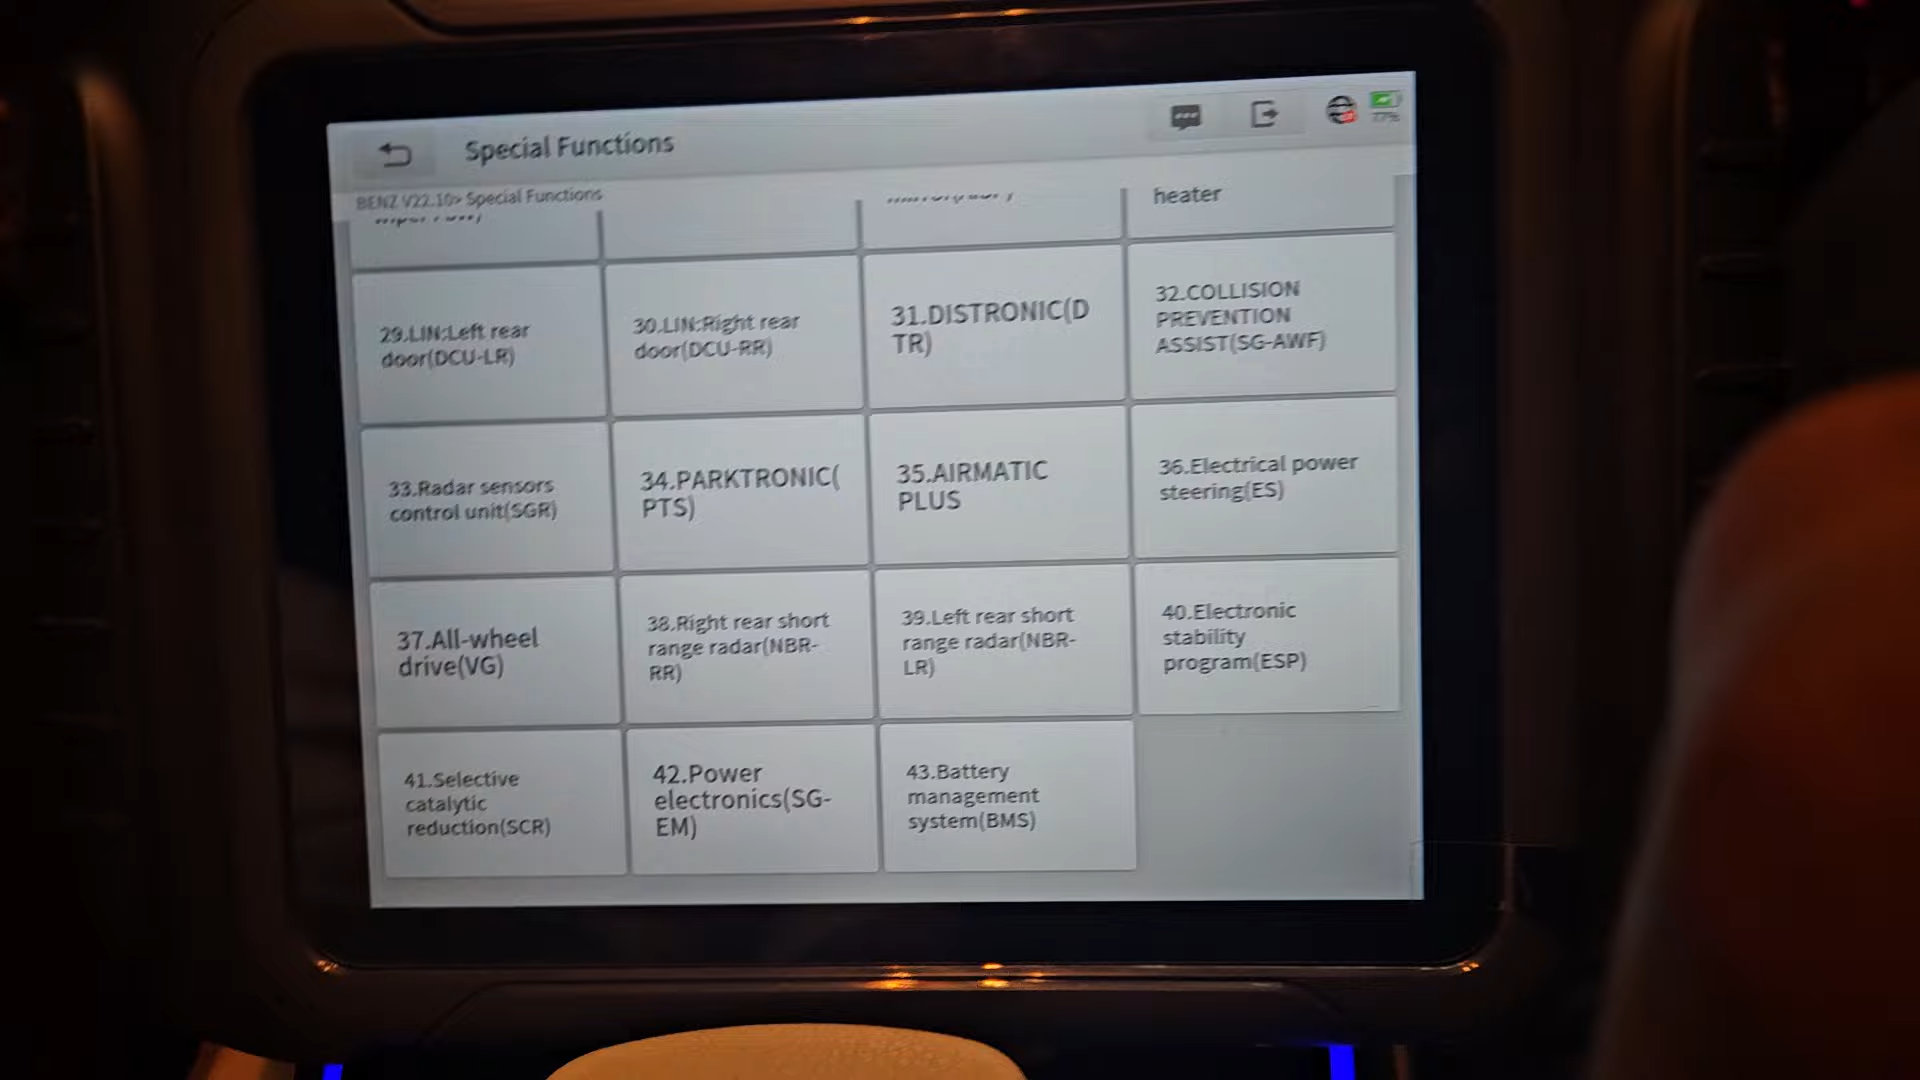 Special Functions
77%
BENZ V22.10> Special Functions
heater
29.LIN:Left rear
door(DCU-LR)
30.LIN:Right rear
door(DCU-RR)
31.DISTRONIC(D
TR)
32.COLLISION
PREVENTION
ASSIST(SG-AWF)
33.Radar sensors
control unit(SGR)
34.PARKTRONIC(
PTS)
35.AIRMATIC
PLUS
36.Electrical power
steering(ES)
37.All-wheel
drive(VG)
38.Right rear short
range radar(NBR-
RR)
39.Left rear short
range radar(NBR-
LR)
40.Electronic
stability
program(ESP)
41.Selective
catalytic
reduction(SCR)
42.Power
electronics(SG-
EM)
43.Battery
management
system(BMS)